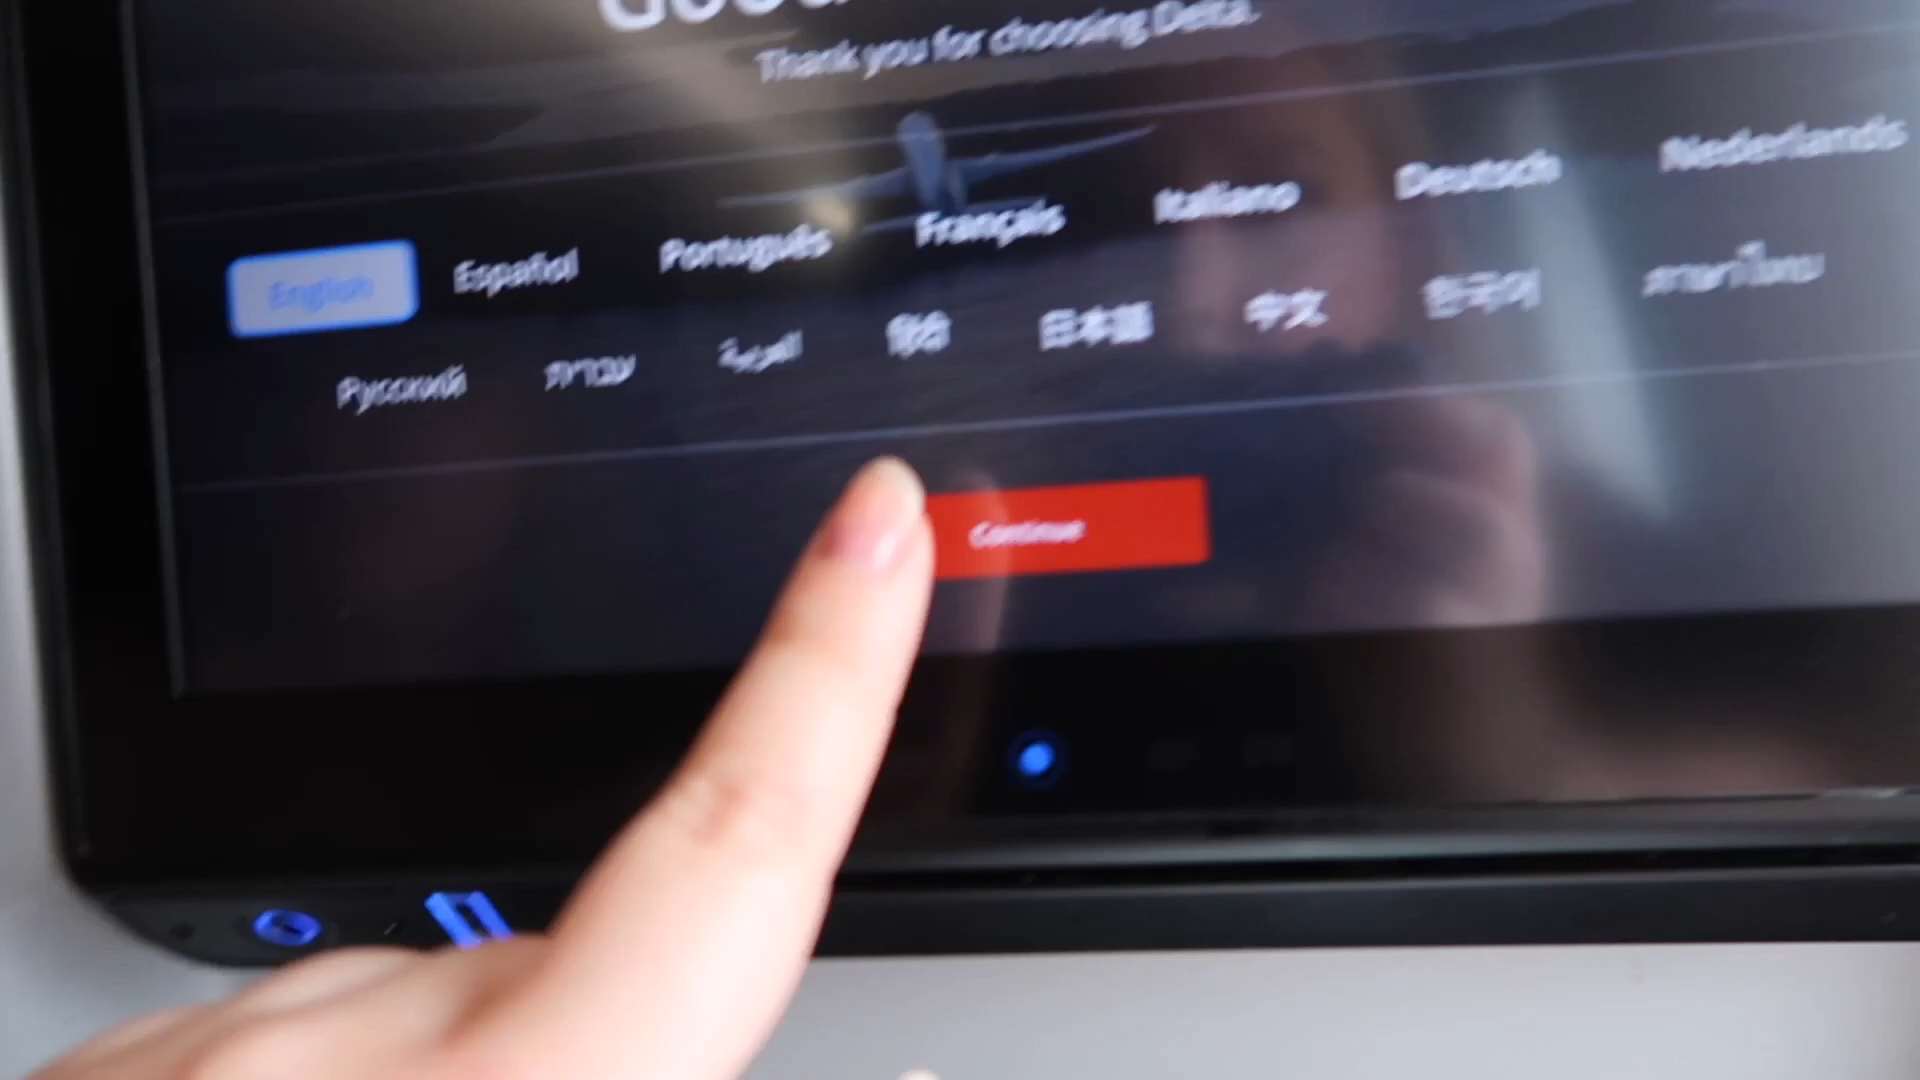 Good
Thank you for choosing Delta.
English Español Português Français Italiano Deutsch Nederlands
Русский עברית العربية 日本語 中文 한국어 ภาษาไทย
Continue